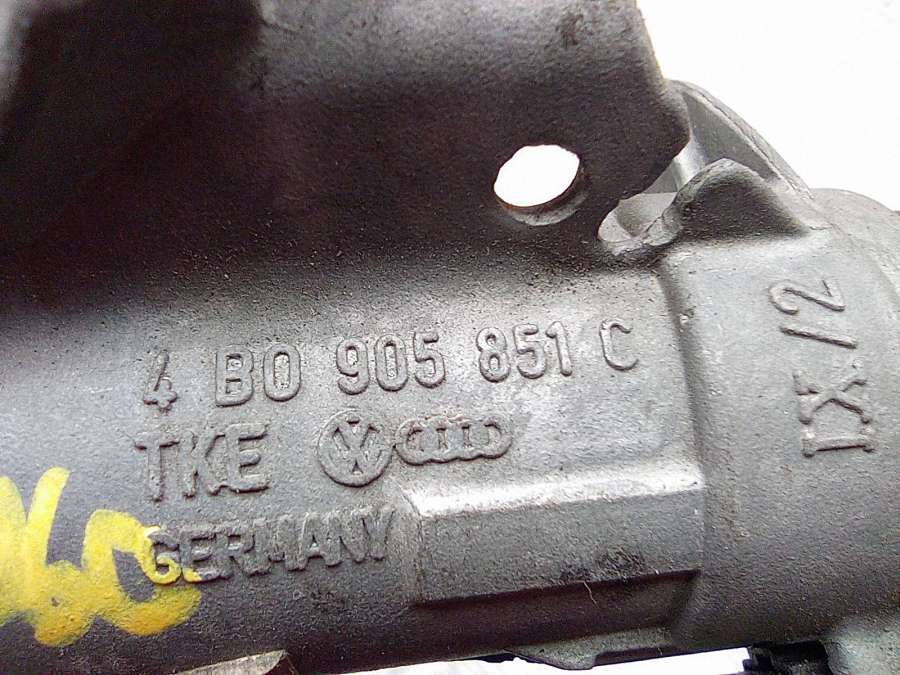 4 B0 905 851 C
TKE
GERMANY
IX/2